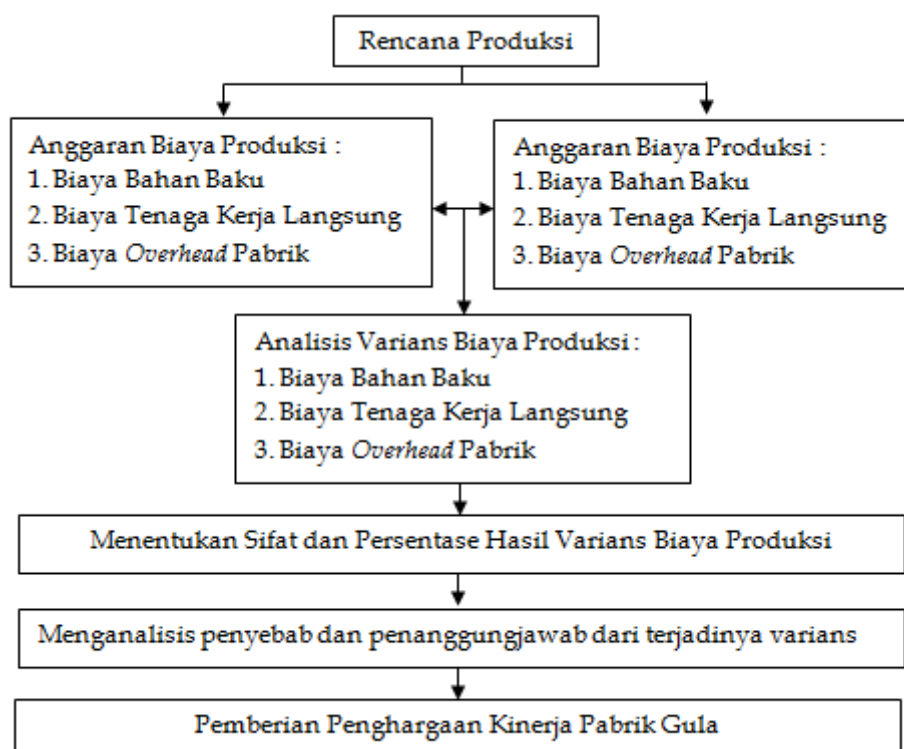 Rencana Produksi
Anggaran Biaya Produksi :
1. Biaya Bahan Baku
2. Biaya Tenaga Kerja Langsung
3. Biaya Overhead Pabrik
Anggaran Biaya Produksi :
1. Biaya Bahan Baku
2. Biaya Tenaga Kerja Langsung
3. Biaya Overhead Pabrik
Analisis Varians Biaya Produksi :
1. Biaya Bahan Baku
2. Biaya Tenaga Kerja Langsung
3. Biaya Overhead Pabrik
Menentukan Sifat dan Persentase Hasil Varians Biaya Produksi
Menganalisis penyebab dan penanggungjawab dari terjadinya varians
Pemberian Penghargaan Kinerja Pabrik Gula